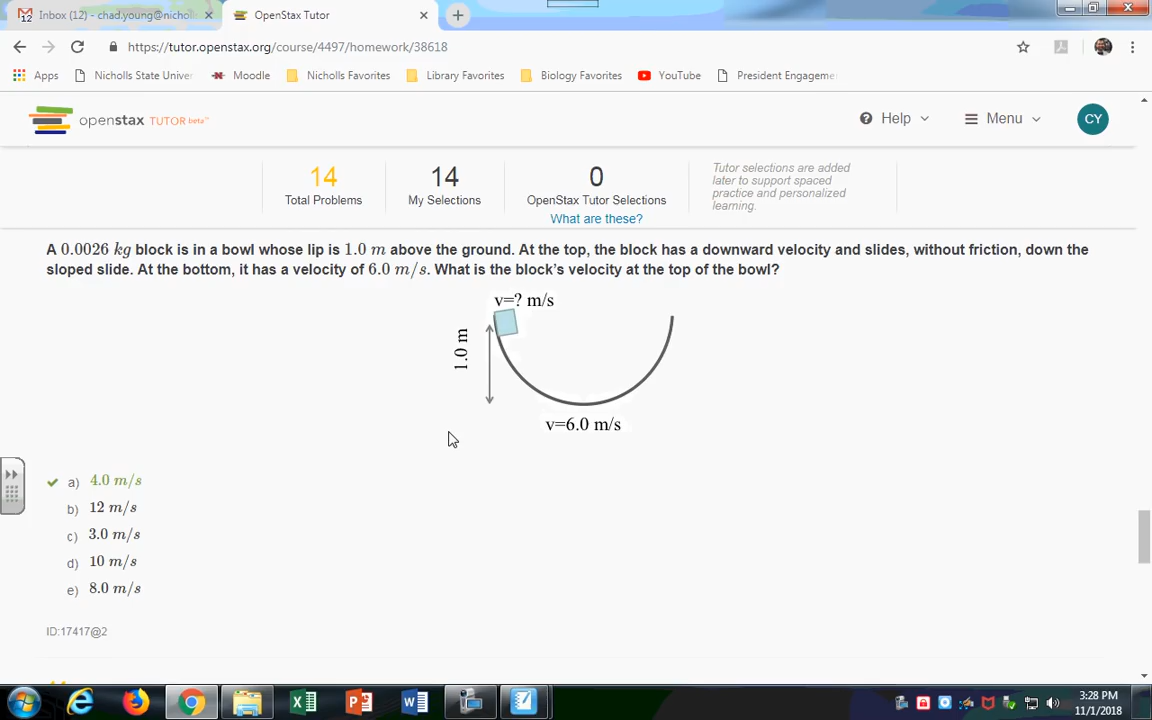 Inbox (12) - chad.young@nichol
OpenStax Tutor
https://tutor.openstax.org/course/4497/homework/38618
Apps Nicholls State Univer Moodle Nicholls Favorites Library Favorites Biology Favorites YouTube President Engageme
openstax TUTOR beta™ Help Menu CY
14 14 0
Total Problems My Selections OpenStax Tutor Selections
What are these?
Tutor selections are added
later to support spaced
practice and personalized
learning.
A 0.0026 kg block is in a bowl whose lip is 1.0 m above the ground. At the top, the block has a downward velocity and slides, without friction, down the
sloped slide. At the bottom, it has a velocity of 6.0 m/s. What is the block's velocity at the top of the bowl?
v=? m/s
1.0 m
v=6.0 m/s
a) 4.0 m/s
b) 12 m/s
c) 3.0 m/s
d) 10 m/s
e) 8.0 m/s
ID:17417@2
3:28 PM
11/1/2018